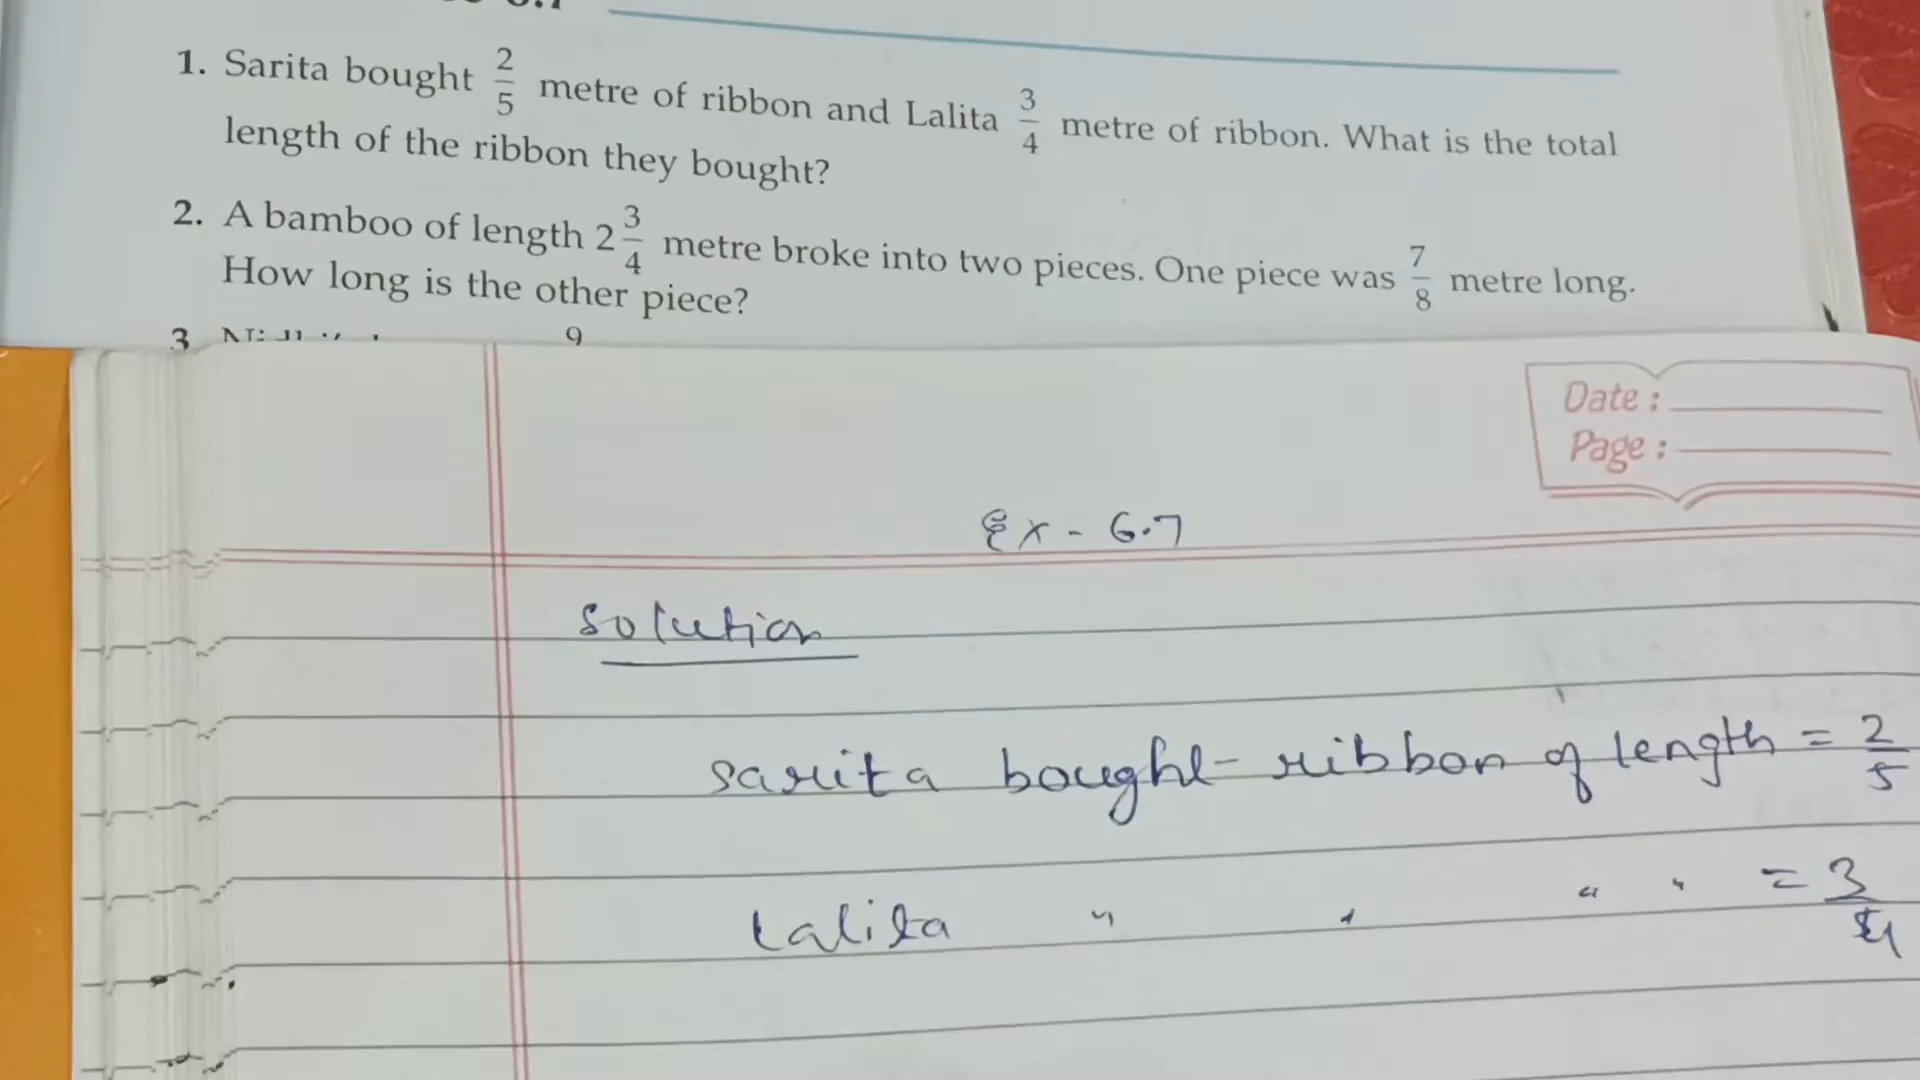 1. Sarita bought 2/5 metre of ribbon and Lalita 3/4 metre of ribbon. What is the total
length of the ribbon they bought?
2. A bamboo of length 2 3/4 metre broke into two pieces. One piece was 7/8 metre long.
How long is the other piece?
3
9
Date :
Page :
Ex - 6.7
Solution
Sarita bought ribbon of length = 2/5
Lalita " " " " = 3/4